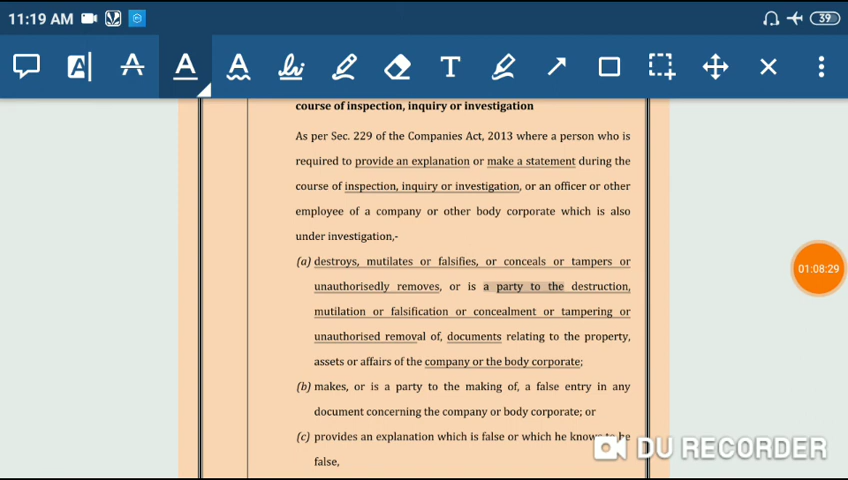 11:19 AM
39
course of inspection, inquiry or investigation
As per Sec. 229 of the Companies Act, 2013 where a person who is
required to provide an explanation or make a statement during the
course of inspection, inquiry or investigation, or an officer or other
employee of a company or other body corporate which is also
under investigation,-
(a) destroys, mutilates or falsifies, or conceals or tampers or
unauthorisedly removes, or is a party to the destruction,
mutilation or falsification or concealment or tampering or
unauthorised removal of, documents relating to the property,
assets or affairs of the company or the body corporate;
(b) makes, or is a party to the making of, a false entry in any
document concerning the company or body corporate; or
(c) provides an explanation which is false or which he knows to be
false,
01:08:29
DU RECORDER